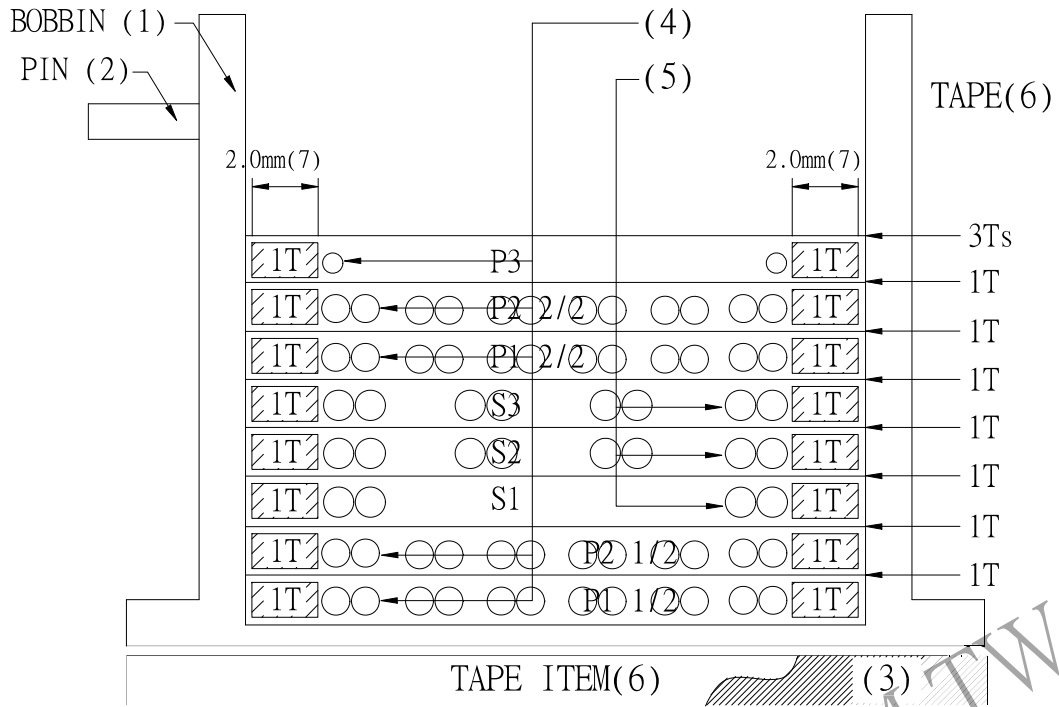 BOBBIN (1)
(4)
PIN (2)
(5)
TAPE(6)
2.0mm(7)
2.0mm(7)
3Ts
1T P3 1T
1T
1T P2 2/2 1T
1T
1T P1 2/2 1T
1T
1T S3 1T
1T
1T S2 1T
1T
1T S1 1T
1T
1T P2 1/2 1T
1T
1T P1 1/2 1T
TAPE ITEM(6)
(3)
TW